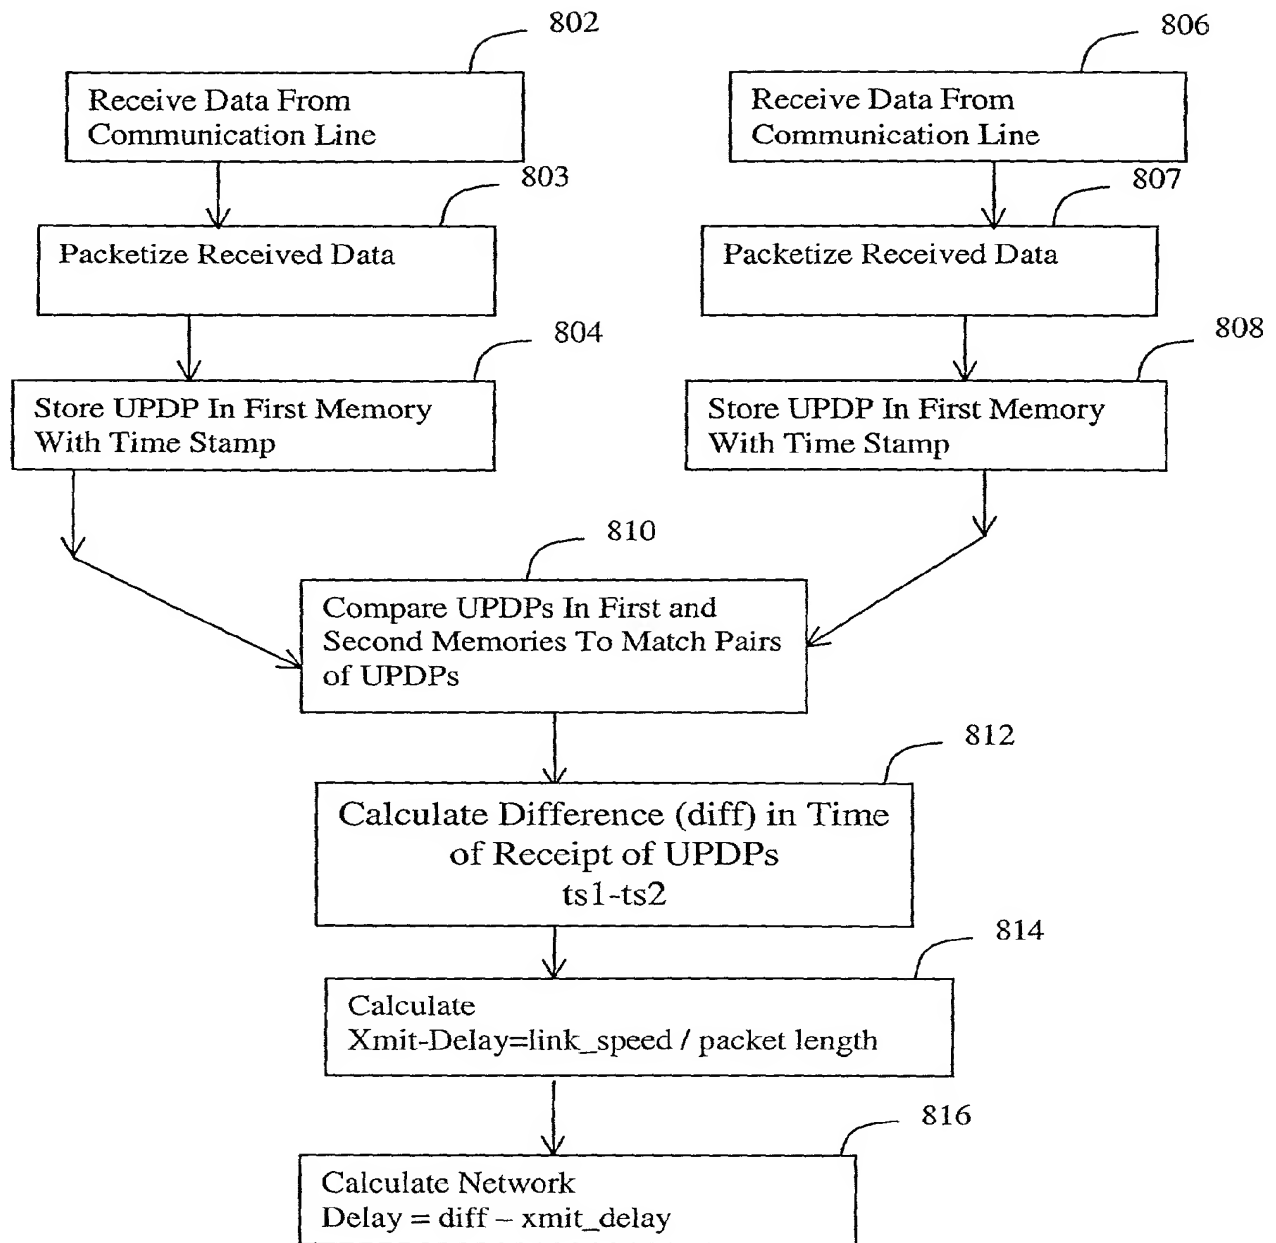 802
806
Receive Data From
Communication Line
Receive Data From
Communication Line
803
807
Packetize Received Data
Packetize Received Data
804
808
Store UPDP In First Memory
With Time Stamp
Store UPDP In First Memory
With Time Stamp
810
Compare UPDPs In First and
Second Memories To Match Pairs
of UPDPs
812
Calculate Difference (diff) in Time
of Receipt of UPDPs
ts1-ts2
814
Calculate
Xmit-Delay=link_speed / packet length
816
Calculate Network
Delay = diff – xmit_delay